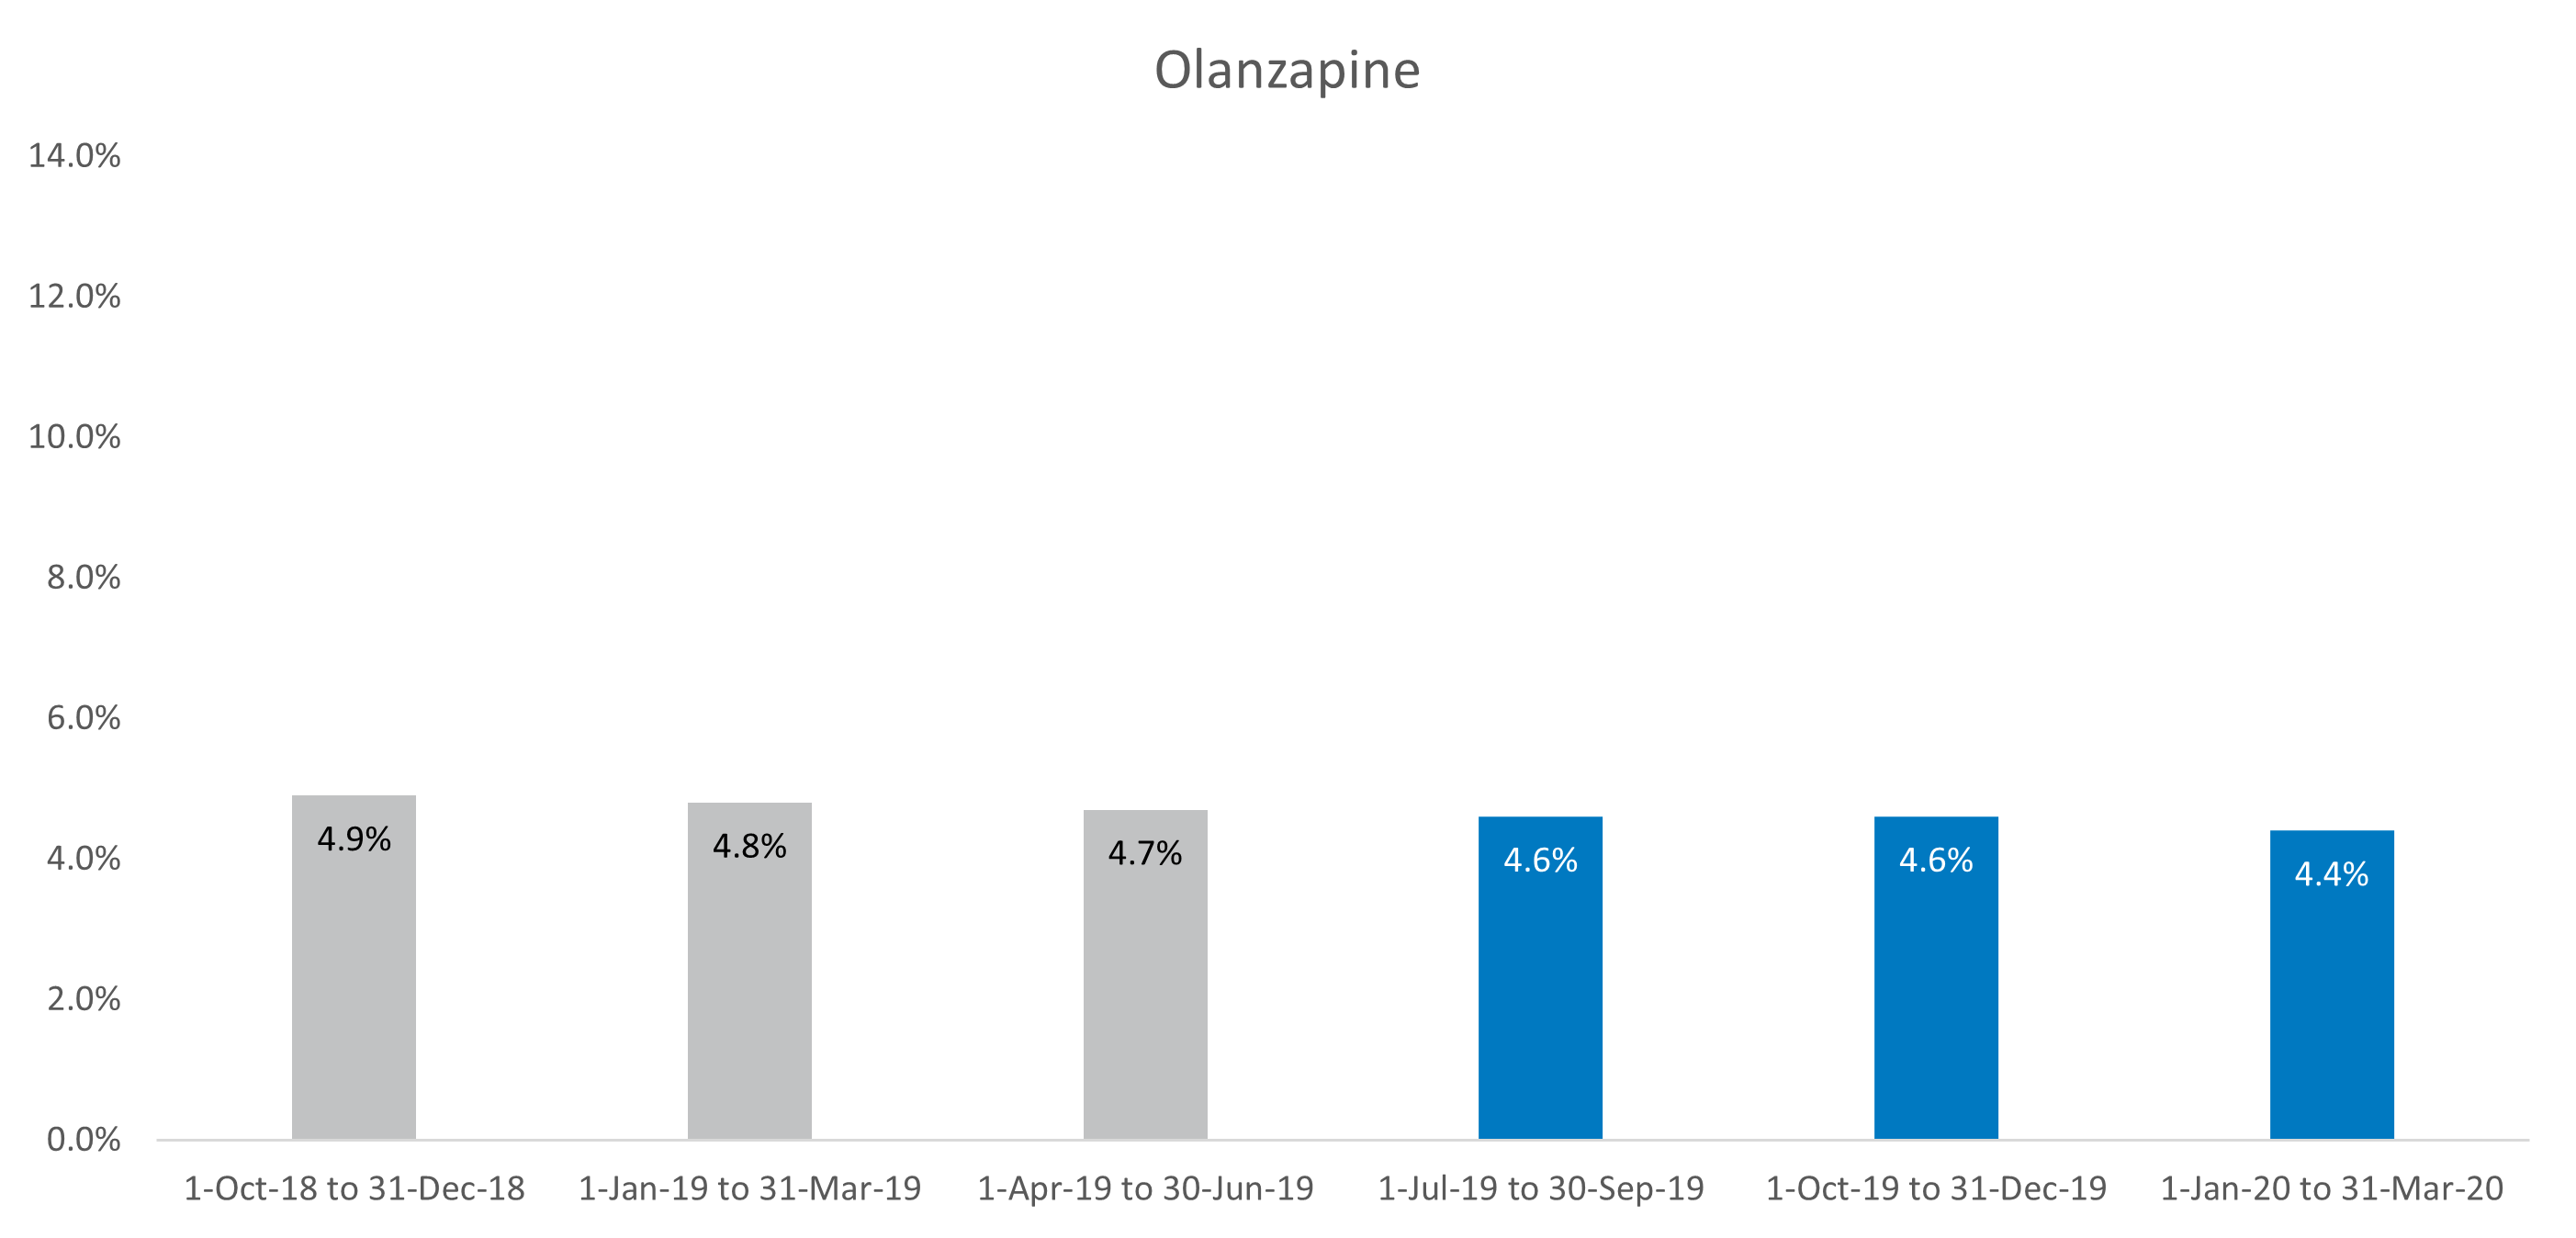 Olanzapine
14.0%
12.0%
10.0%
8.0%
6.0%
4.0%
2.0%
0.0%
4.9%
4.8%
4.7%
4.6%
4.6%
4.4%
1-Oct-18 to 31-Dec-18
1-Jan-19 to 31-Mar-19
1-Apr-19 to 30-Jun-19
1-Jul-19 to 30-Sep-19
1-Oct-19 to 31-Dec-19
1-Jan-20 to 31-Mar-20